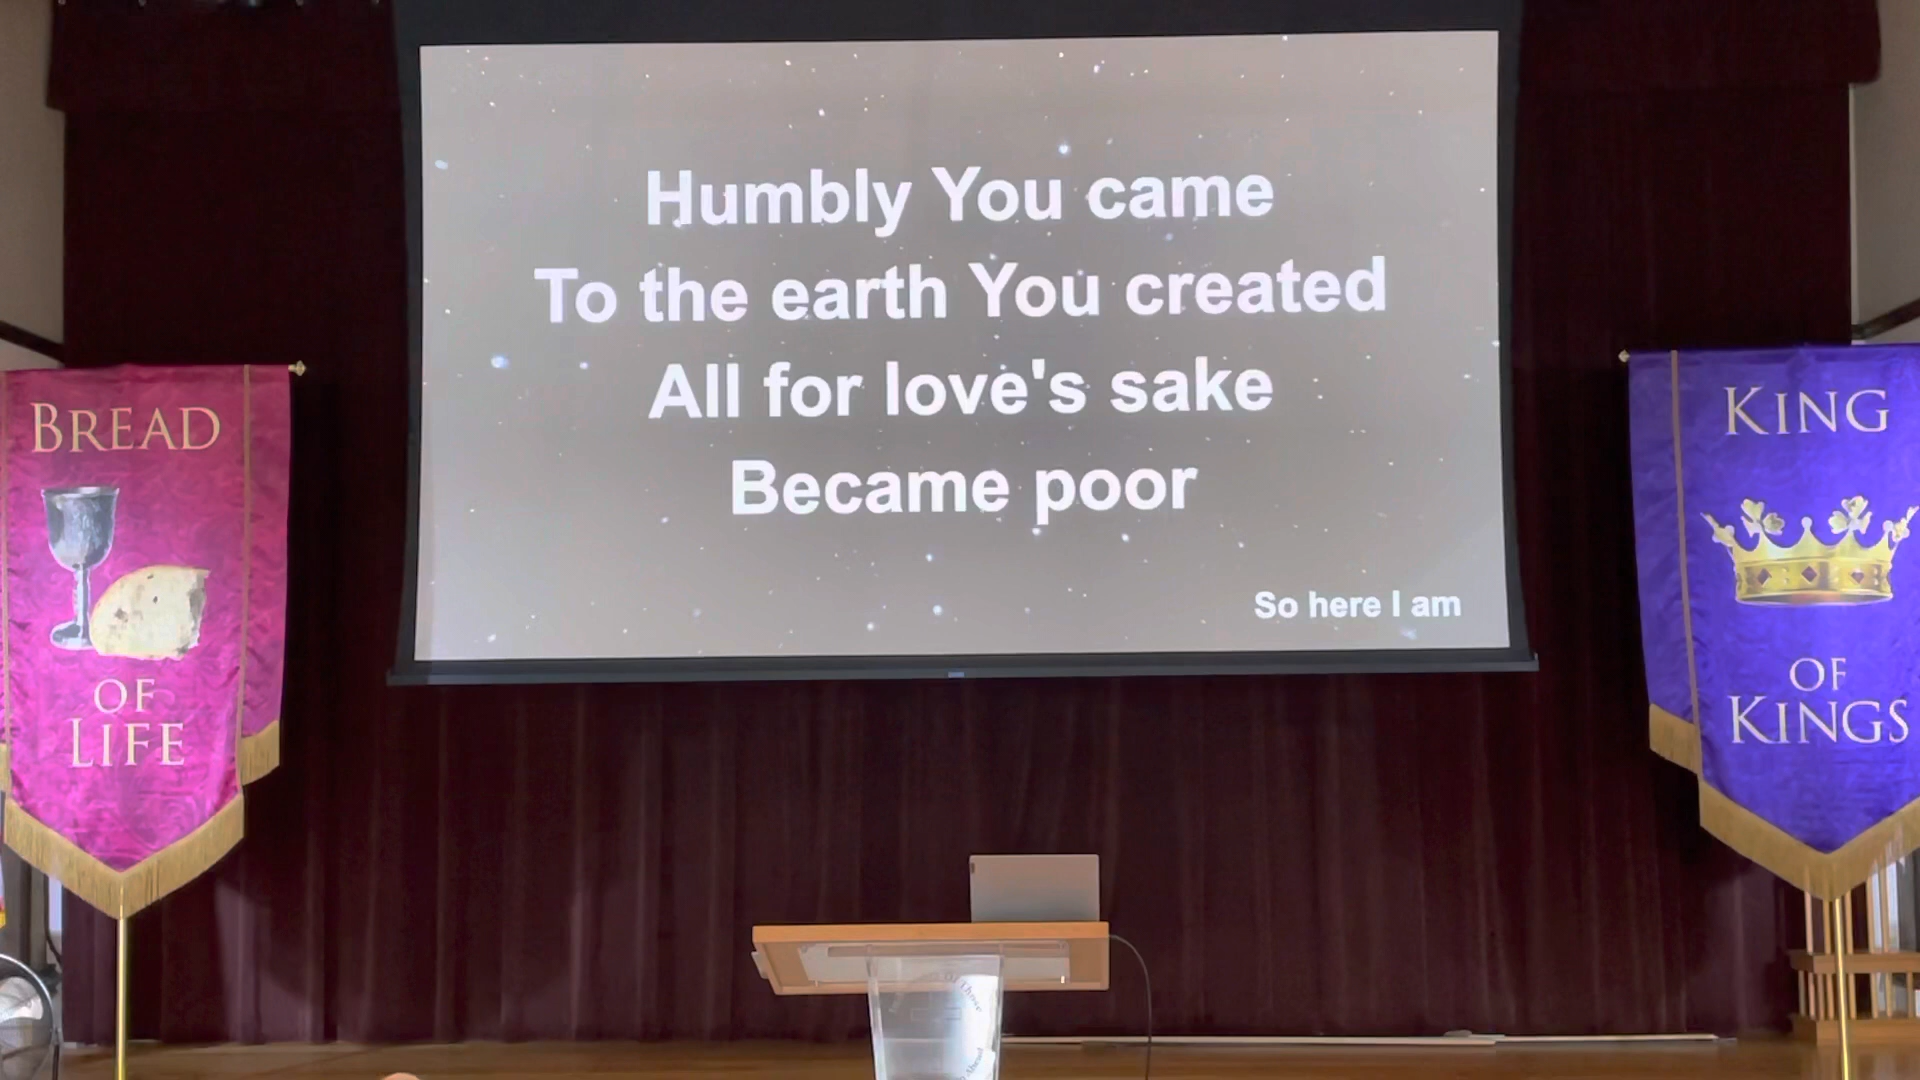 Humbly You came
To the earth You created
All for love's sake
Became poor
So here I am
BREAD
OF
LIFE
KING
OF
KINGS